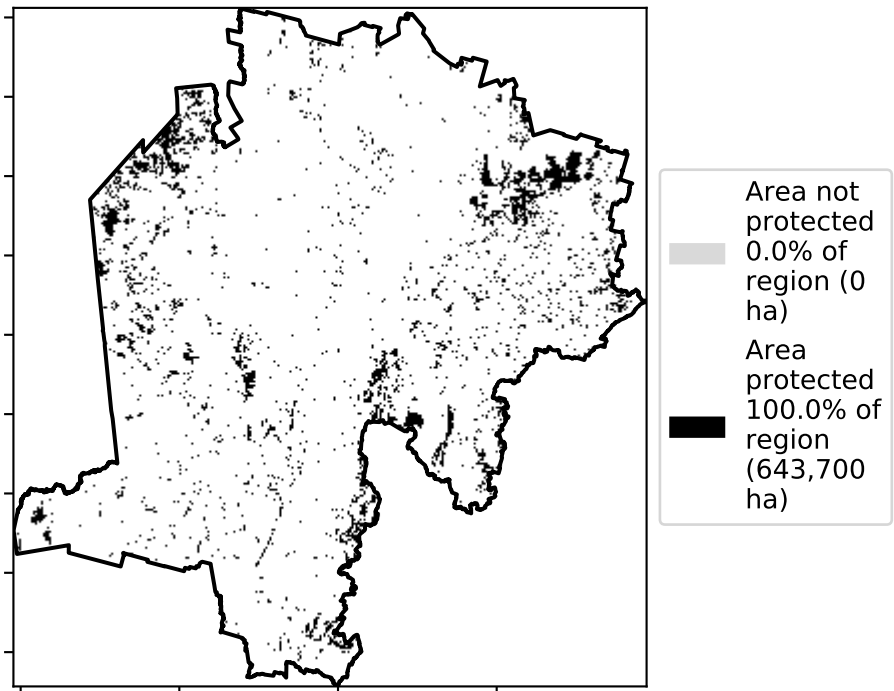 Area not
protected
0.0% of
region (0
ha)
Area
protected
100.0% of
region
(643,700
ha)